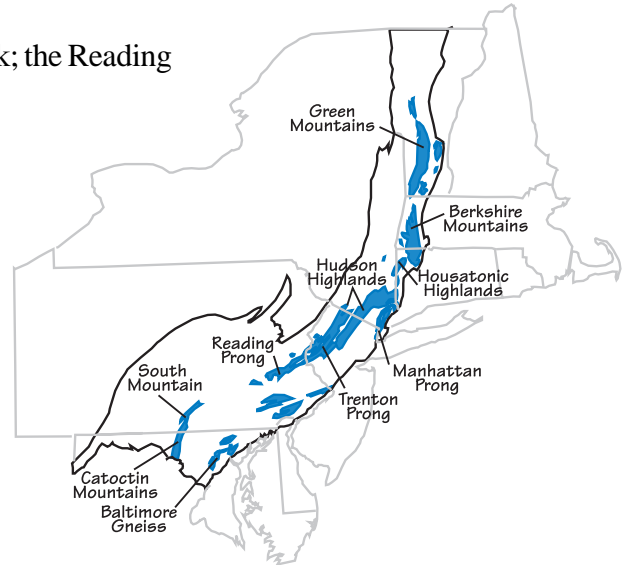 k; the Reading
Green
Mountains
Berkshire
Mountains
Hudson
Highlands
Housatonic
Highlands
Reading
Prong
Manhattan
Prong
South
Mountain
Trenton
Prong
Catoctin
Mountains
Baltimore
Gneiss